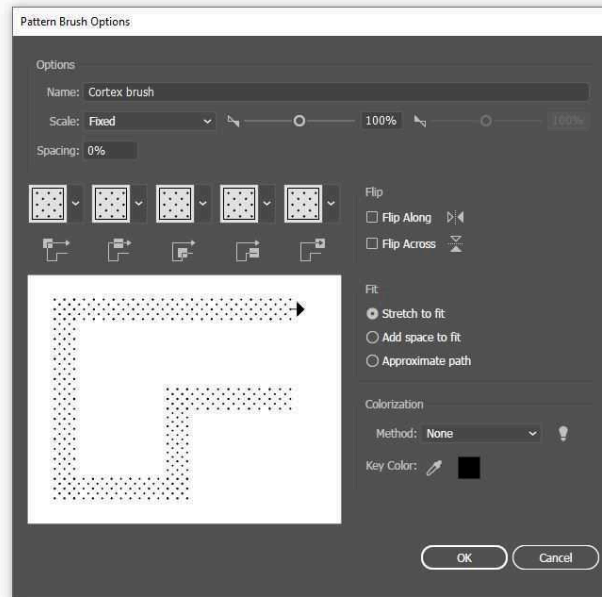 Pattern Brush Options
Options
Name: Cortex brush
Scale: Fixed 100% 100%
Spacing: 0%
Flip
Flip Along
Flip Across
Fit
Stretch to fit
Add space to fit
Approximate path
Colorization
Method: None
Key Color:
OK Cancel